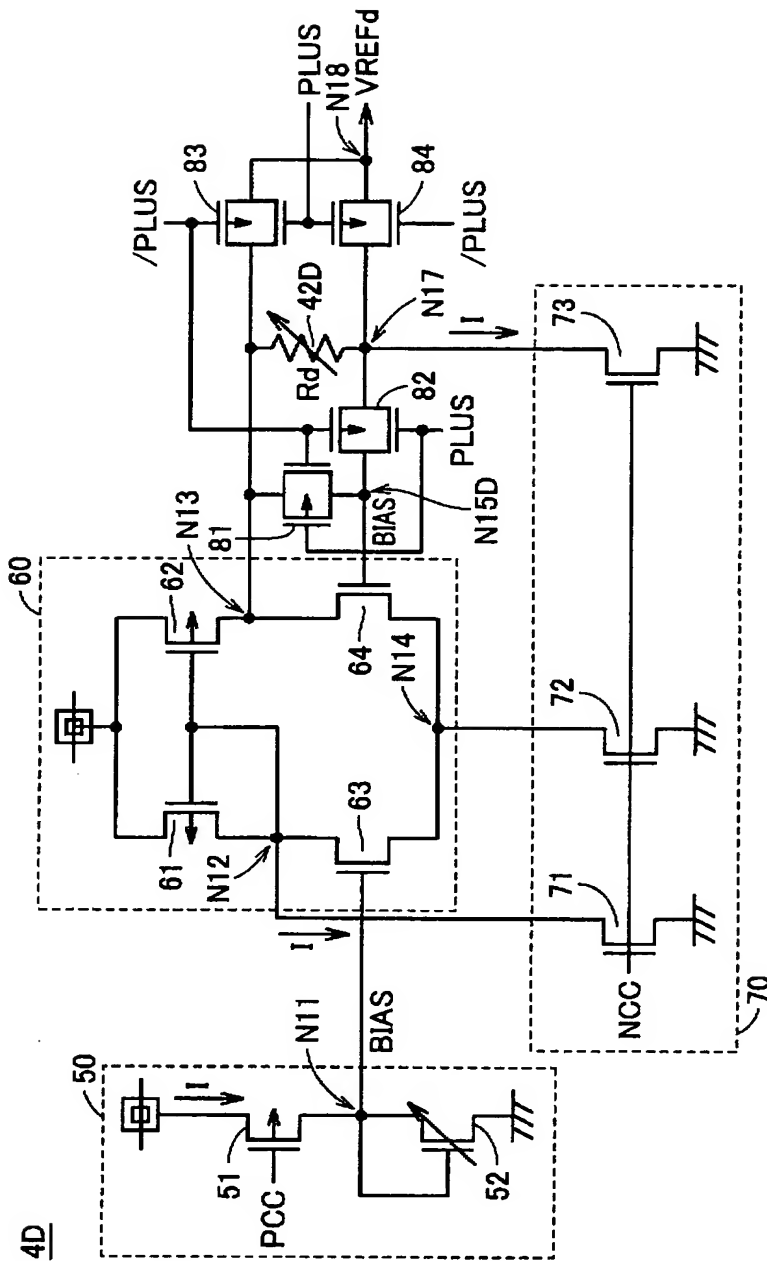 4D
50
I
51
PCC
N11
52
BIAS
60
61
62
N12
N13
63
64
N14
I
81
BIAS'
N15D
82
PLUS
Rd
42D
N17
I
/PLUS
83
PLUS
N18
VREFd
84
/PLUS
NCC
71
72
73
70